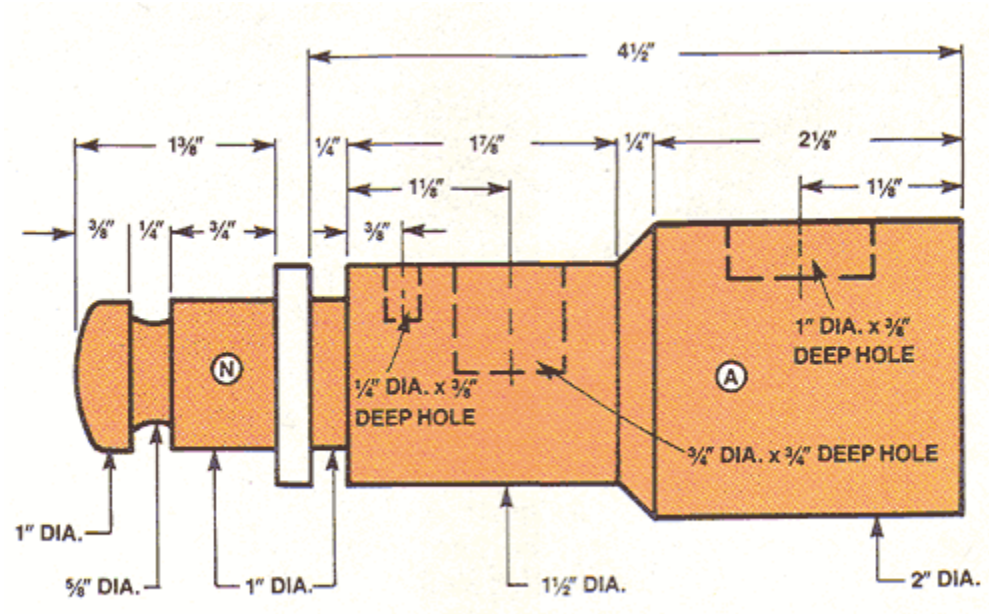 4½"
1⅜"
¼"
1⅞"
¼"
2⅛"
1⅛"
1⅛"
⅜"
¼"
¾"
⅜"
1" DIA. x ⅜"
DEEP HOLE
N
A
¼" DIA. x ⅜"
DEEP HOLE
¾" DIA. x ¾" DEEP HOLE
1" DIA.
⅝" DIA.
1" DIA.
1½" DIA.
2" DIA.